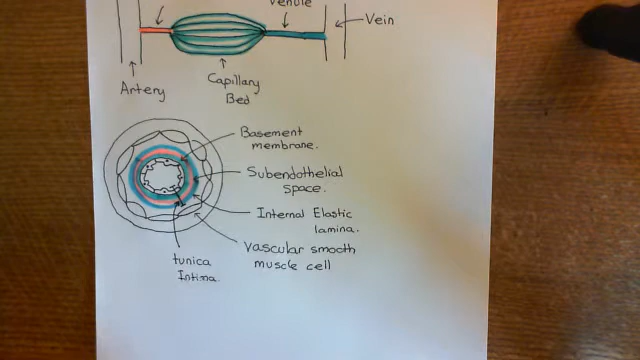 Venule
Vein
Artery
Capillary
Bed
Basement
membrane.
Subendothelial
space.
Internal Elastic
lamina.
Vascular smooth
muscle cell
tunica
Intima.